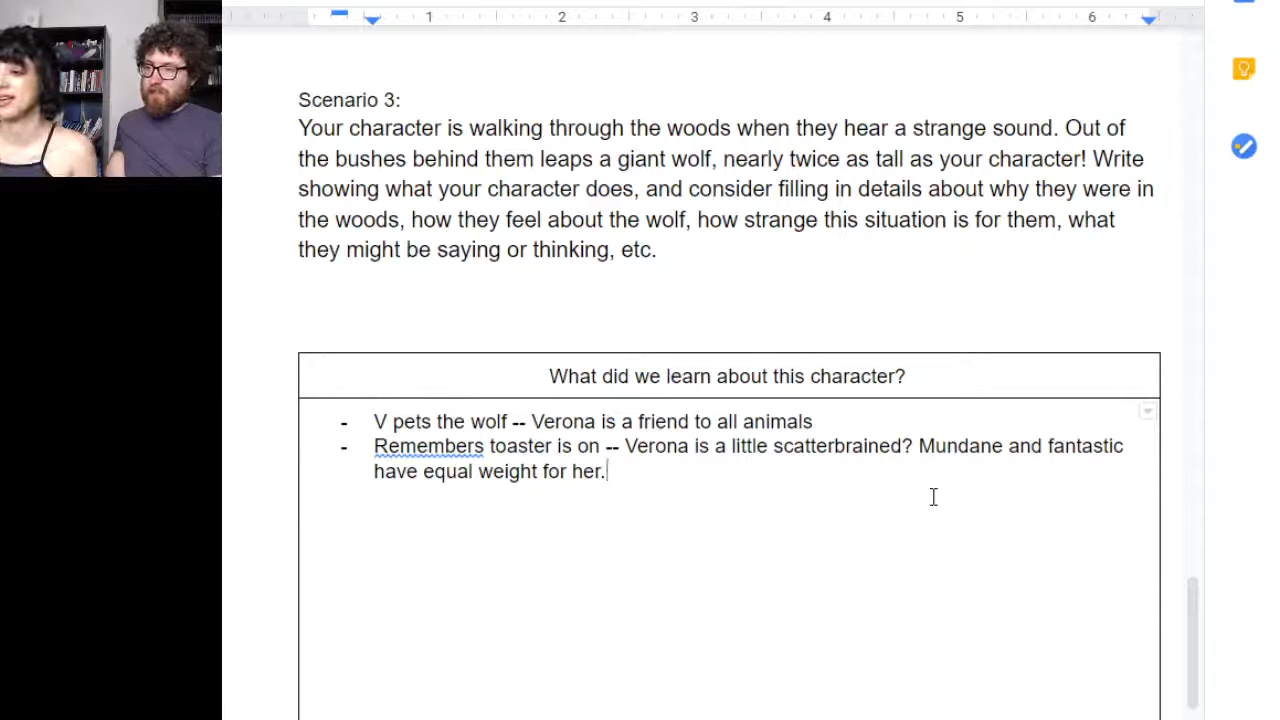 1 2 3 4 5 6
Scenario 3:
Your character is walking through the woods when they hear a strange sound. Out of
the bushes behind them leaps a giant wolf, nearly twice as tall as your character! Write
showing what your character does, and consider filling in details about why they were in
the woods, how they feel about the wolf, how strange this situation is for them, what
they might be saying or thinking, etc.
What did we learn about this character?
- V pets the wolf -- Verona is a friend to all animals
- Remembers toaster is on -- Verona is a little scatterbrained? Mundane and fantastic
have equal weight for her.